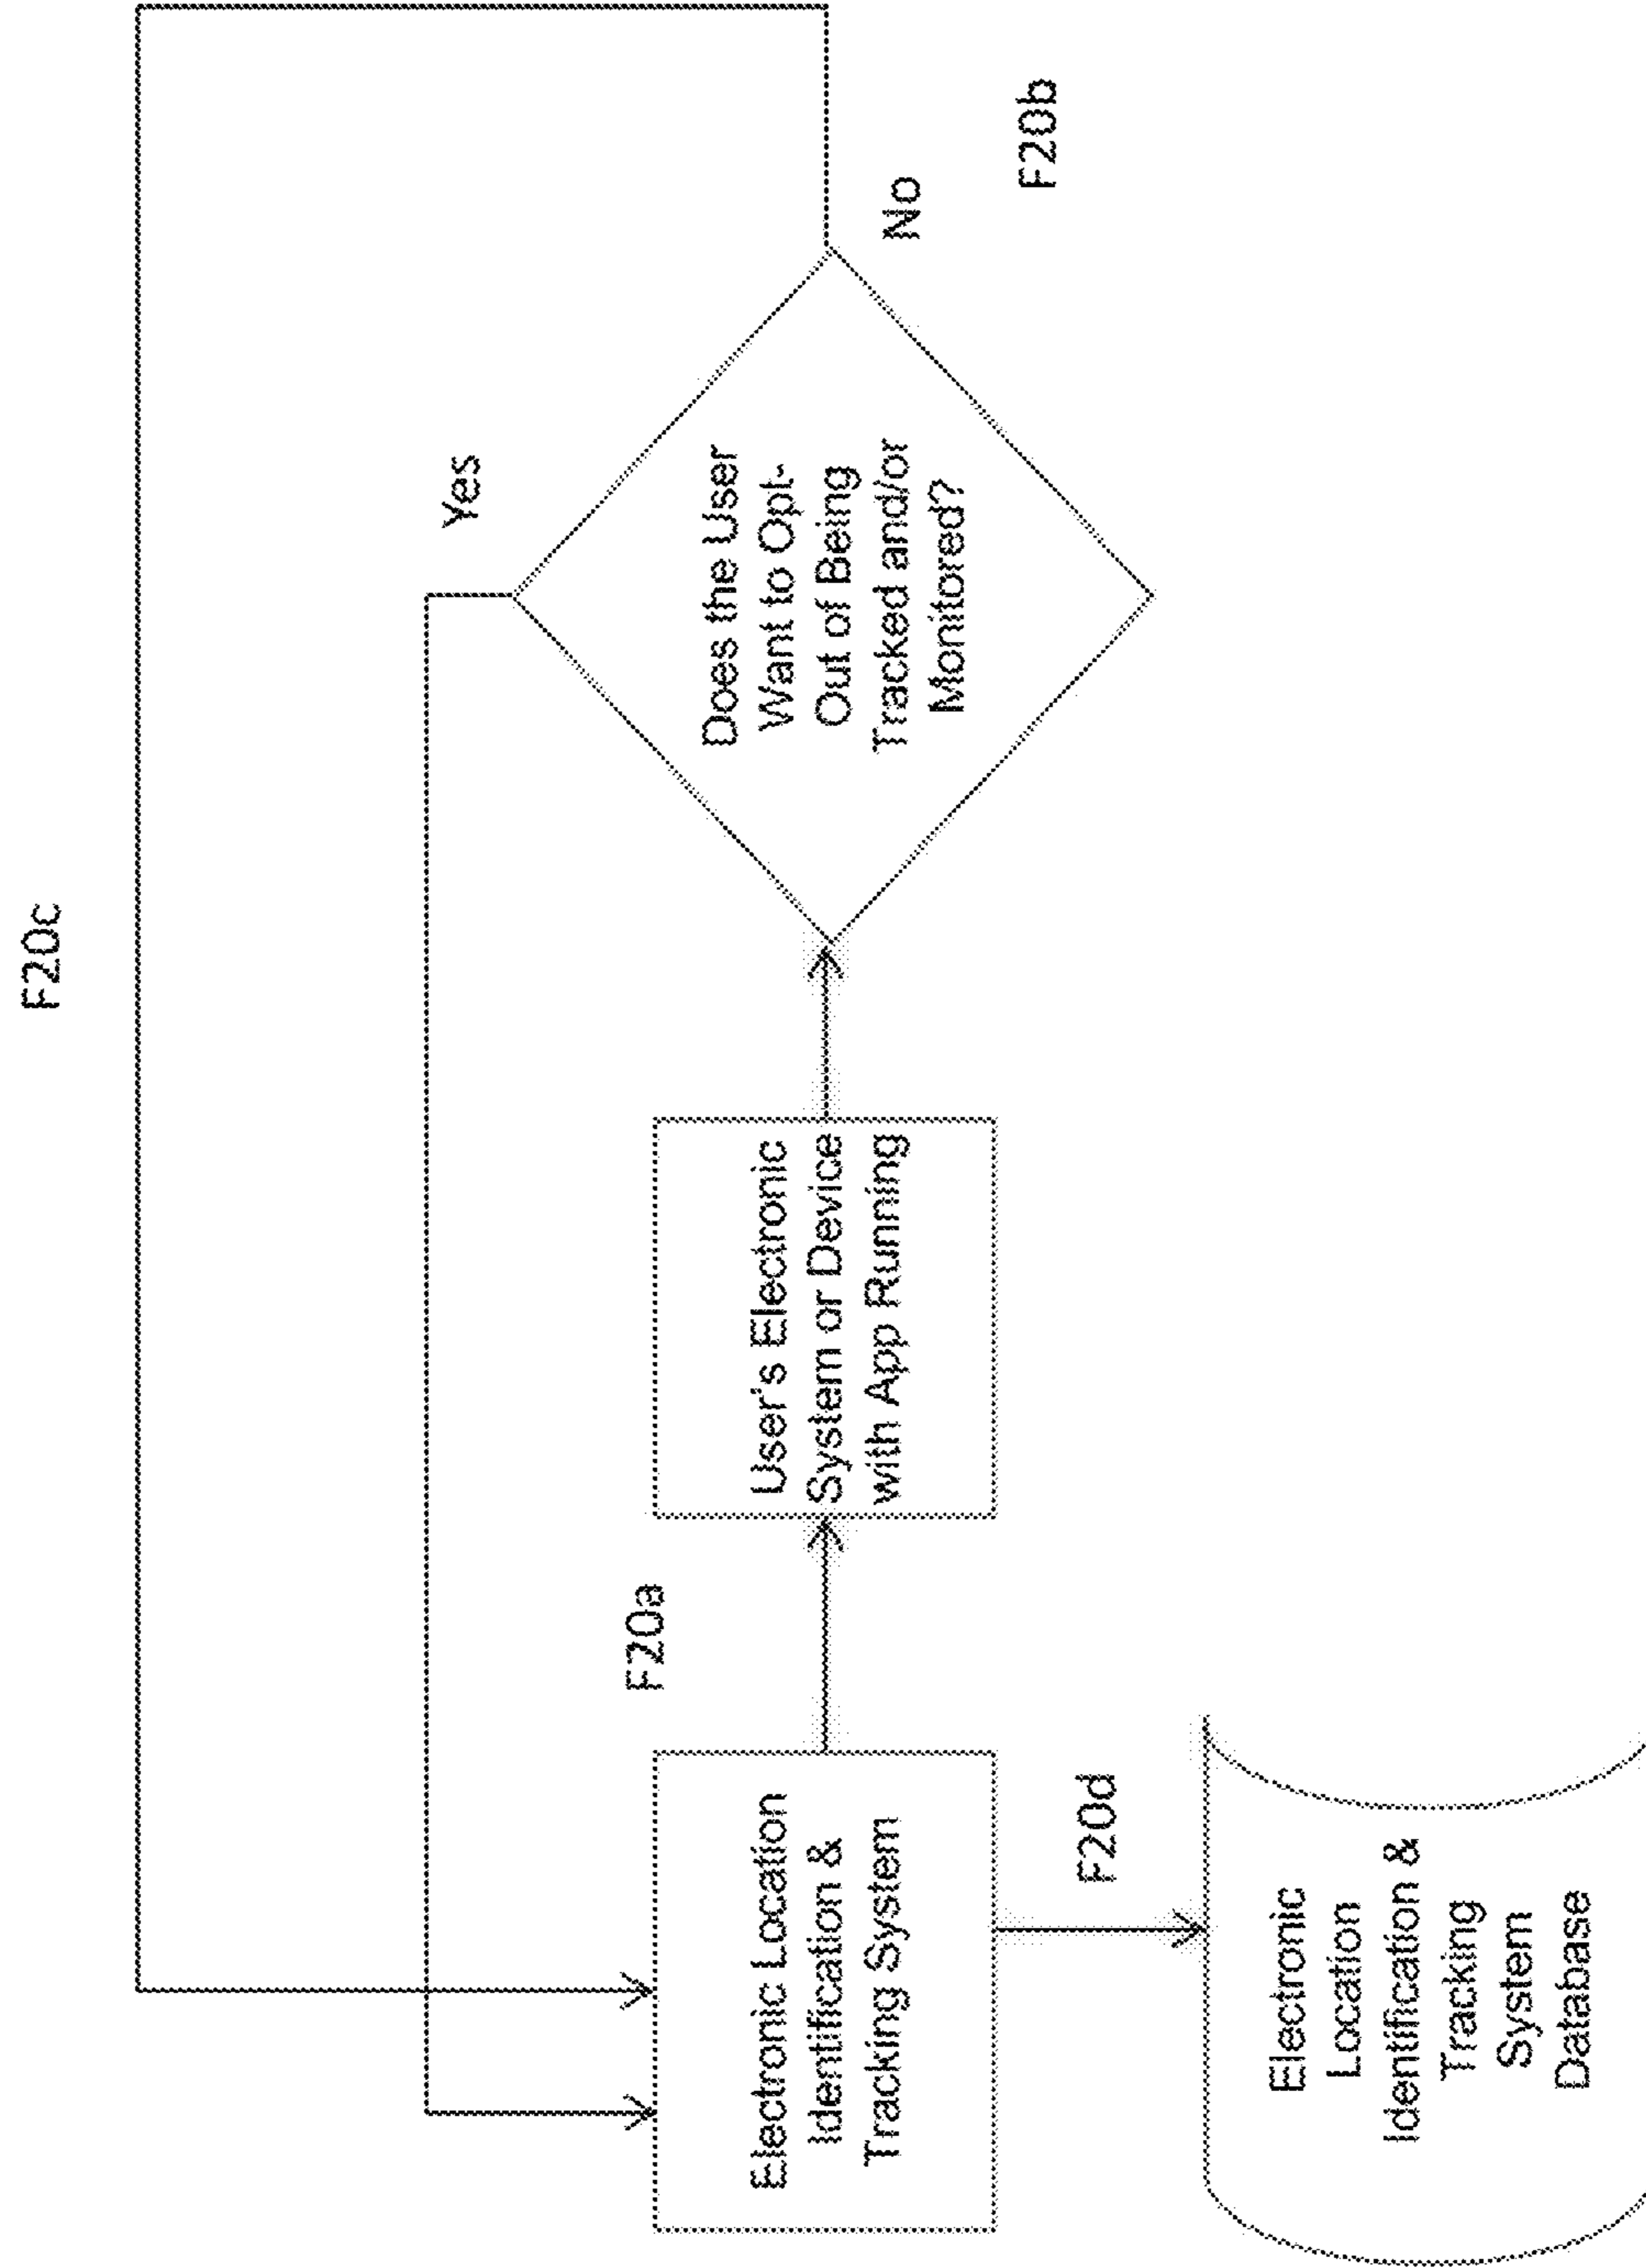 F20c
Yes
Does the User
Want to Opt-
Out of Being
Tracked and/or
Monitored?
No
F20b
F20a
Electronic Location
Identification &
Tracking System
User's Electronic
System or Device
with App Running
F20d
Electronic
Location
Identification &
Tracking
System
Database